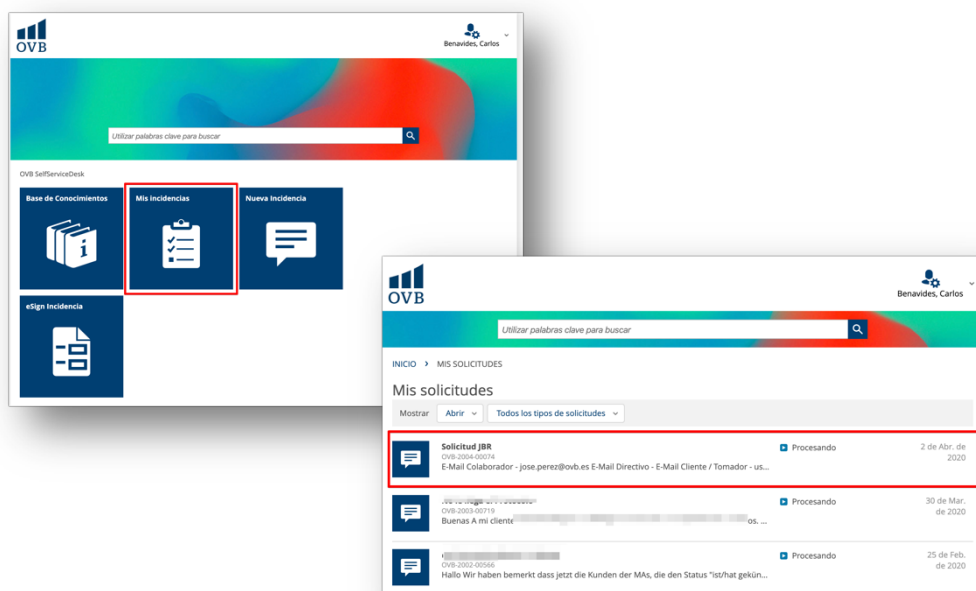 OVB
Benavides, Carlos
Utilizar palabras clave para buscar
OVB SelfServiceDesk
Base de Conocimientos
Mis incidencias
Nueva Incidencia
i
eSign Incidencia
OVB
Benavides, Carlos
Utilizar palabras clave para buscar
INICIO > MIS SOLICITUDES
Mis solicitudes
Mostrar Abrir Todos los tipos de solicitudes
Solicitud JBR Procesando 2 de Abr. de
OVB-2004-00074 2020
E-Mail Colaborador - jose.perez@ovb.es E-Mail Directivo - E-Mail Cliente / Tomador - us...
Procesando 30 de Mar.
OVB-2003-00719 de 2020
Buenas A mi cliente os. ...
Procesando 25 de Feb.
OVB-2002-00566 de 2020
Hallo Wir haben bemerkt dass jetzt die Kunden der MAs, die den Status "ist/hat gekün...